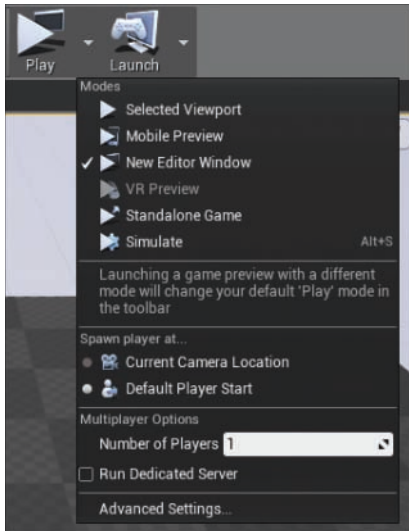 Play
Launch
Modes
Selected Viewport
Mobile Preview
New Editor Window
VR Preview
Standalone Game
Simulate Alt+S
Launching a game preview with a different
mode will change your default 'Play' mode in
the toolbar
Spawn player at...
Current Camera Location
Default Player Start
Multiplayer Options
Number of Players 1
Run Dedicated Server
Advanced Settings...